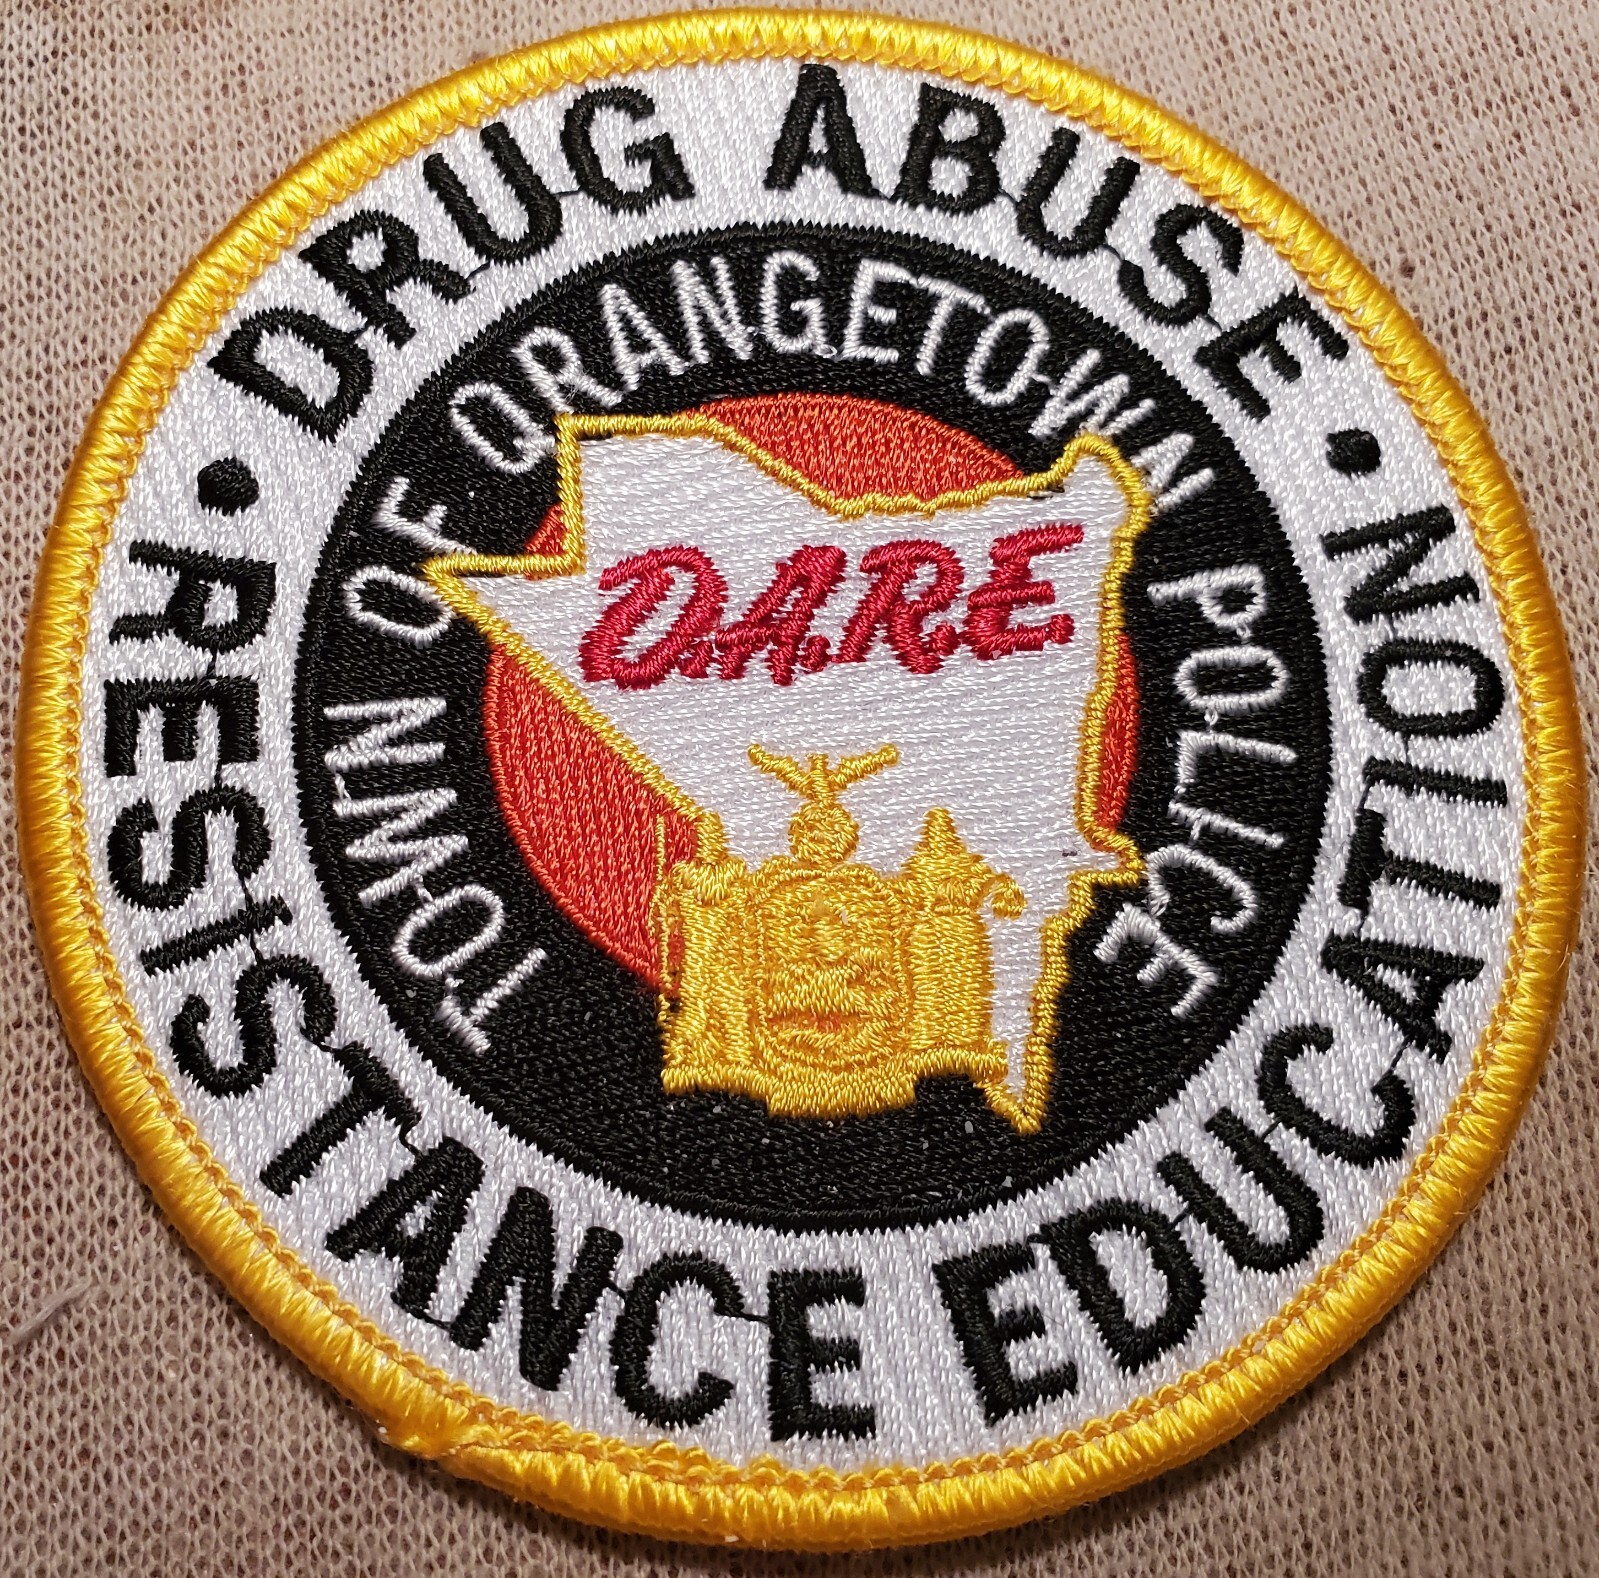 • DRUG ABUSE •
RESISTANCE EDUCATION
TOWN OF ORANGETOWN POLICE
D.A.R.E.